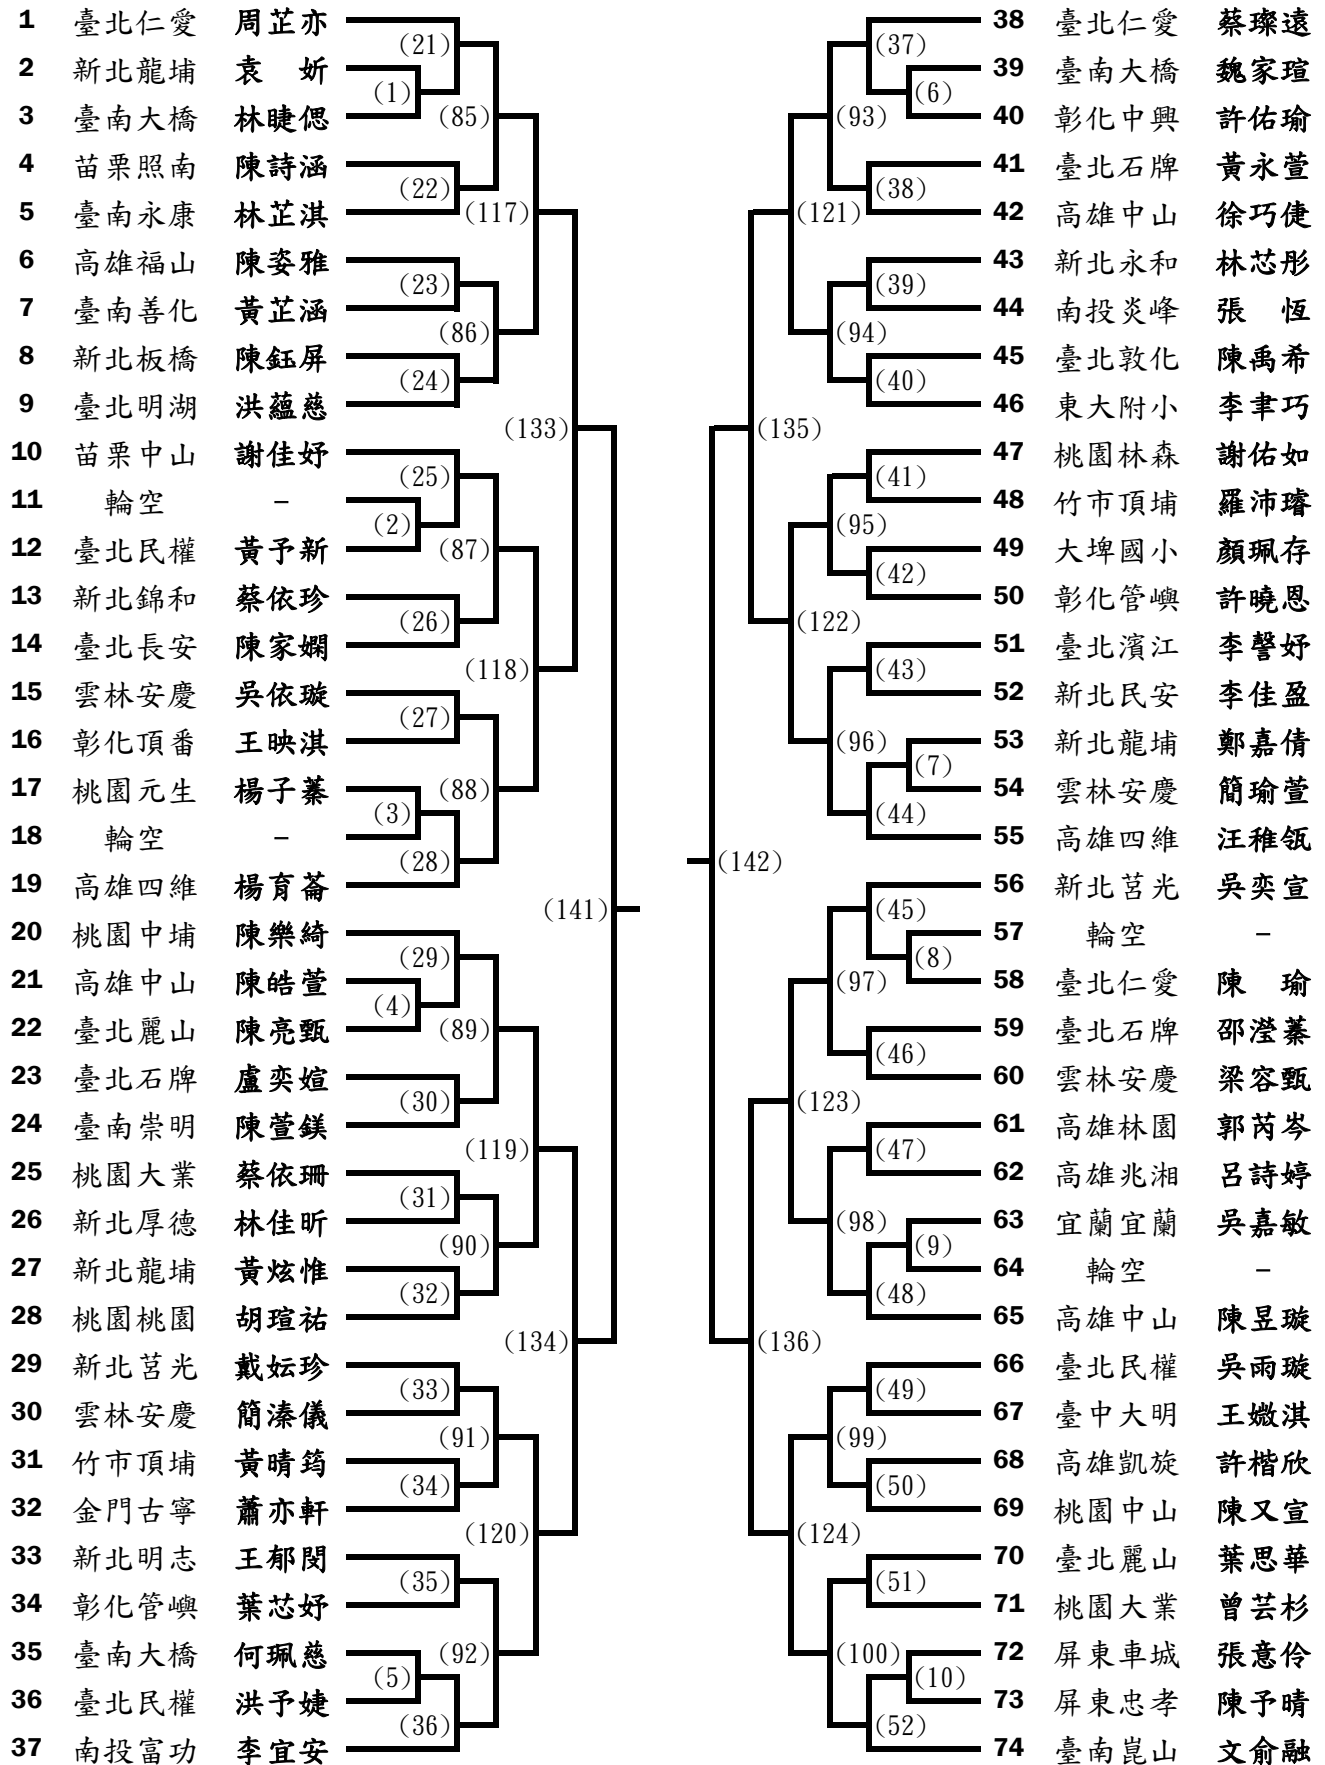 1 臺北仁愛 周芷亦
(21)
2 新北龍埔 袁 妡
(1)
3 臺南大橋 林睫偲
(85)
4 苗栗照南 陳詩涵
(22)
5 臺南永康 林芷淇
(117)
6 高雄福山 陳姿雅
(23)
7 臺南善化 黃芷涵
(86)
8 新北板橋 陳鈺屏
(24)
9 臺北明湖 洪蘊慈
(133)
10 苗栗中山 謝佳妤
(25)
11 輪空 –
(2)
12 臺北民權 黃予新
(87)
13 新北錦和 蔡依珍
(26)
14 臺北長安 陳家嫻
(118)
15 雲林安慶 吳依璇
(27)
16 彰化頂番 王映淇
17 桃園元生 楊子蓁
(88)
(3)
18 輪空 –
(28)
19 高雄四維 楊育菕
(141)
20 桃園中埔 陳樂綺
(29)
21 高雄中山 陳皓萱
(4)
22 臺北麗山 陳亮甄
(89)
23 臺北石牌 盧奕媗
(30)
24 臺南崇明 陳萱鎂
(119)
25 桃園大業 蔡依珊
(31)
26 新北厚德 林佳昕
(90)
27 新北龍埔 黃炫惟
(32)
28 桃園桃園 胡瑄祐
(134)
29 新北莒光 戴妘珍
(33)
30 雲林安慶 簡溱儀
(91)
31 竹市頂埔 黃晴筠
(34)
32 金門古寧 蕭亦軒
(120)
33 新北明志 王郁閔
(35)
34 彰化管嶼 葉芯妤
35 臺南大橋 何珮慈
(92)
(5)
36 臺北民權 洪予婕
(36)
37 南投富功 李宜安
38 臺北仁愛 蔡璨遠
(37)
39 臺南大橋 魏家瑄
(6)
40 彰化中興 許佑瑜
(93)
41 臺北石牌 黃永萱
(38)
42 高雄中山 徐巧倢
(121)
43 新北永和 林芯彤
(39)
44 南投炎峰 張 恆
(94)
45 臺北敦化 陳禹希
(40)
46 東大附小 李聿巧
(135)
47 桃園林森 謝佑如
(41)
48 竹市頂埔 羅沛璿
(95)
49 大埤國小 顏珮存
(42)
50 彰化管嶼 許曉恩
(122)
51 臺北濱江 李謦妤
(43)
52 新北民安 李佳盈
(96)
53 新北龍埔 鄭嘉倩
(7)
54 雲林安慶 簡瑜萱
(44)
55 高雄四維 汪稚瓴
(142)
56 新北莒光 吳奕宣
(45)
57 輪空 –
(8)
58 臺北仁愛 陳 瑜
(97)
59 臺北石牌 邵瀅蓁
(46)
60 雲林安慶 梁容甄
(123)
61 高雄林園 郭芮岑
(47)
62 高雄兆湘 呂詩婷
(98)
63 宜蘭宜蘭 吳嘉敏
(9)
64 輪空 –
(48)
65 高雄中山 陳昱璇
(136)
66 臺北民權 吳雨璇
(49)
67 臺中大明 王媺淇
(99)
68 高雄凱旋 許楷欣
(50)
69 桃園中山 陳又宣
(124)
70 臺北麗山 葉思華
(51)
71 桃園大業 曾芸杉
(100)
72 屏東車城 張意伶
(10)
73 屏東忠孝 陳予晴
(52)
74 臺南崑山 文俞融